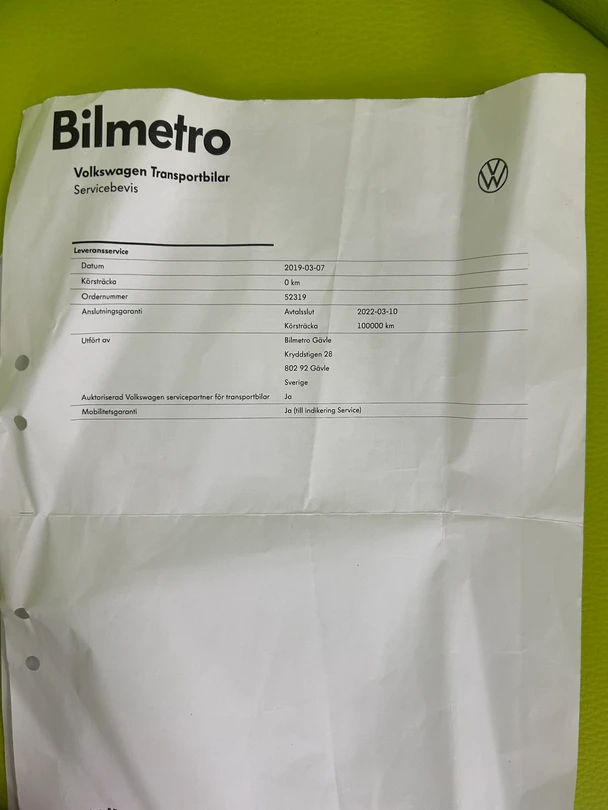 Bilmetro
Volkswagen Transportbilar
Servicebevis
Leveransservice
Datum 2019-03-07
Körsträcka 0 km
Ordernummer 52319
Anslutningsgaranti Avtalsslut 2022-03-10
Körsträcka 100000 km
Utfört av Bilmetro Gävle
Kryddstigen 28
802 92 Gävle
Sverige
Auktoriserad Volkswagen servicepartner för transportbilar Ja
Mobilitetsgaranti Ja (till indikering Service)